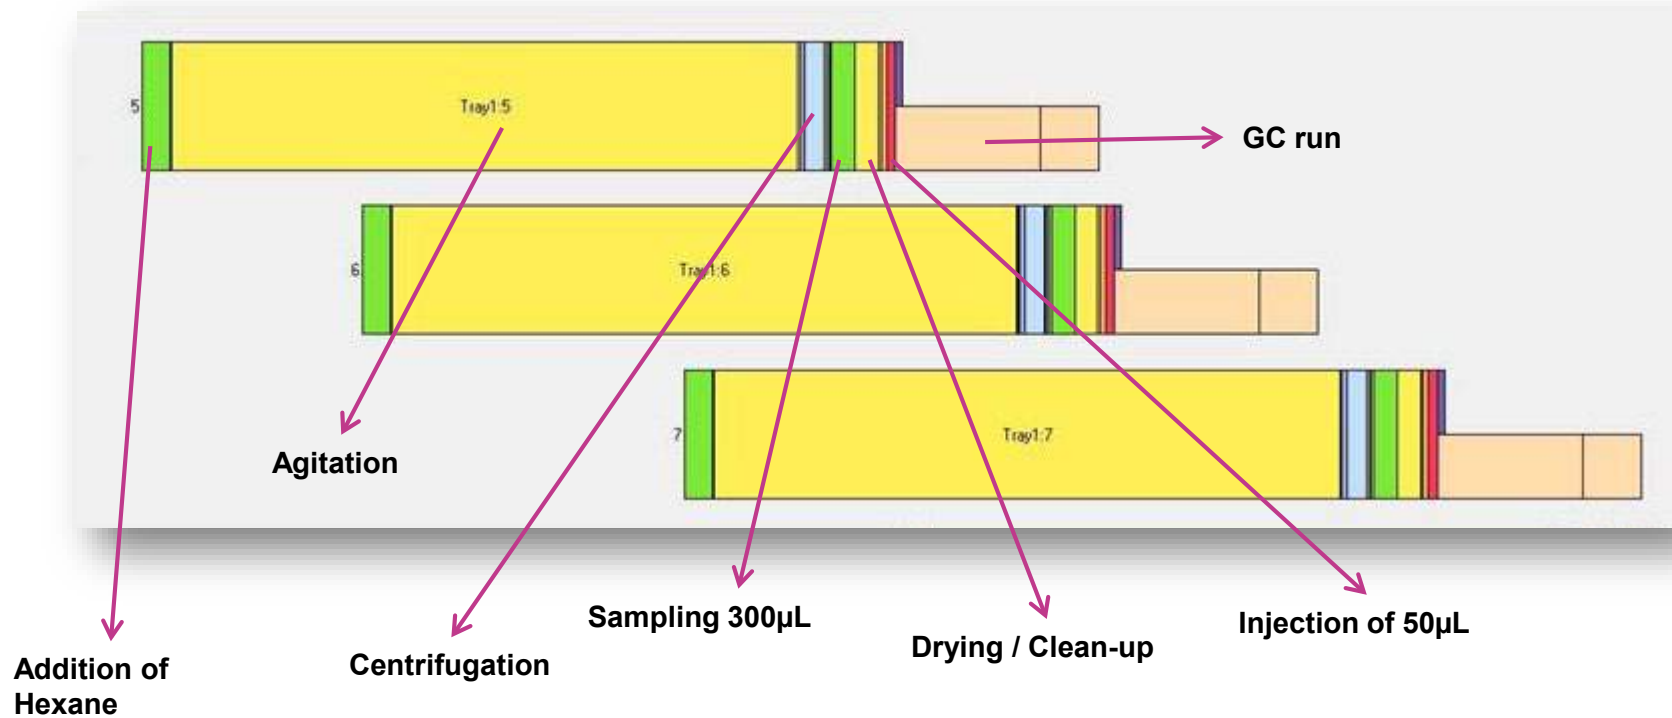 5
Tray1:5
GC run
6
Tray1:6
7
Tray1:7
Agitation
Sampling 300µL
Injection of 50µL
Drying / Clean-up
Centrifugation
Addition of
Hexane